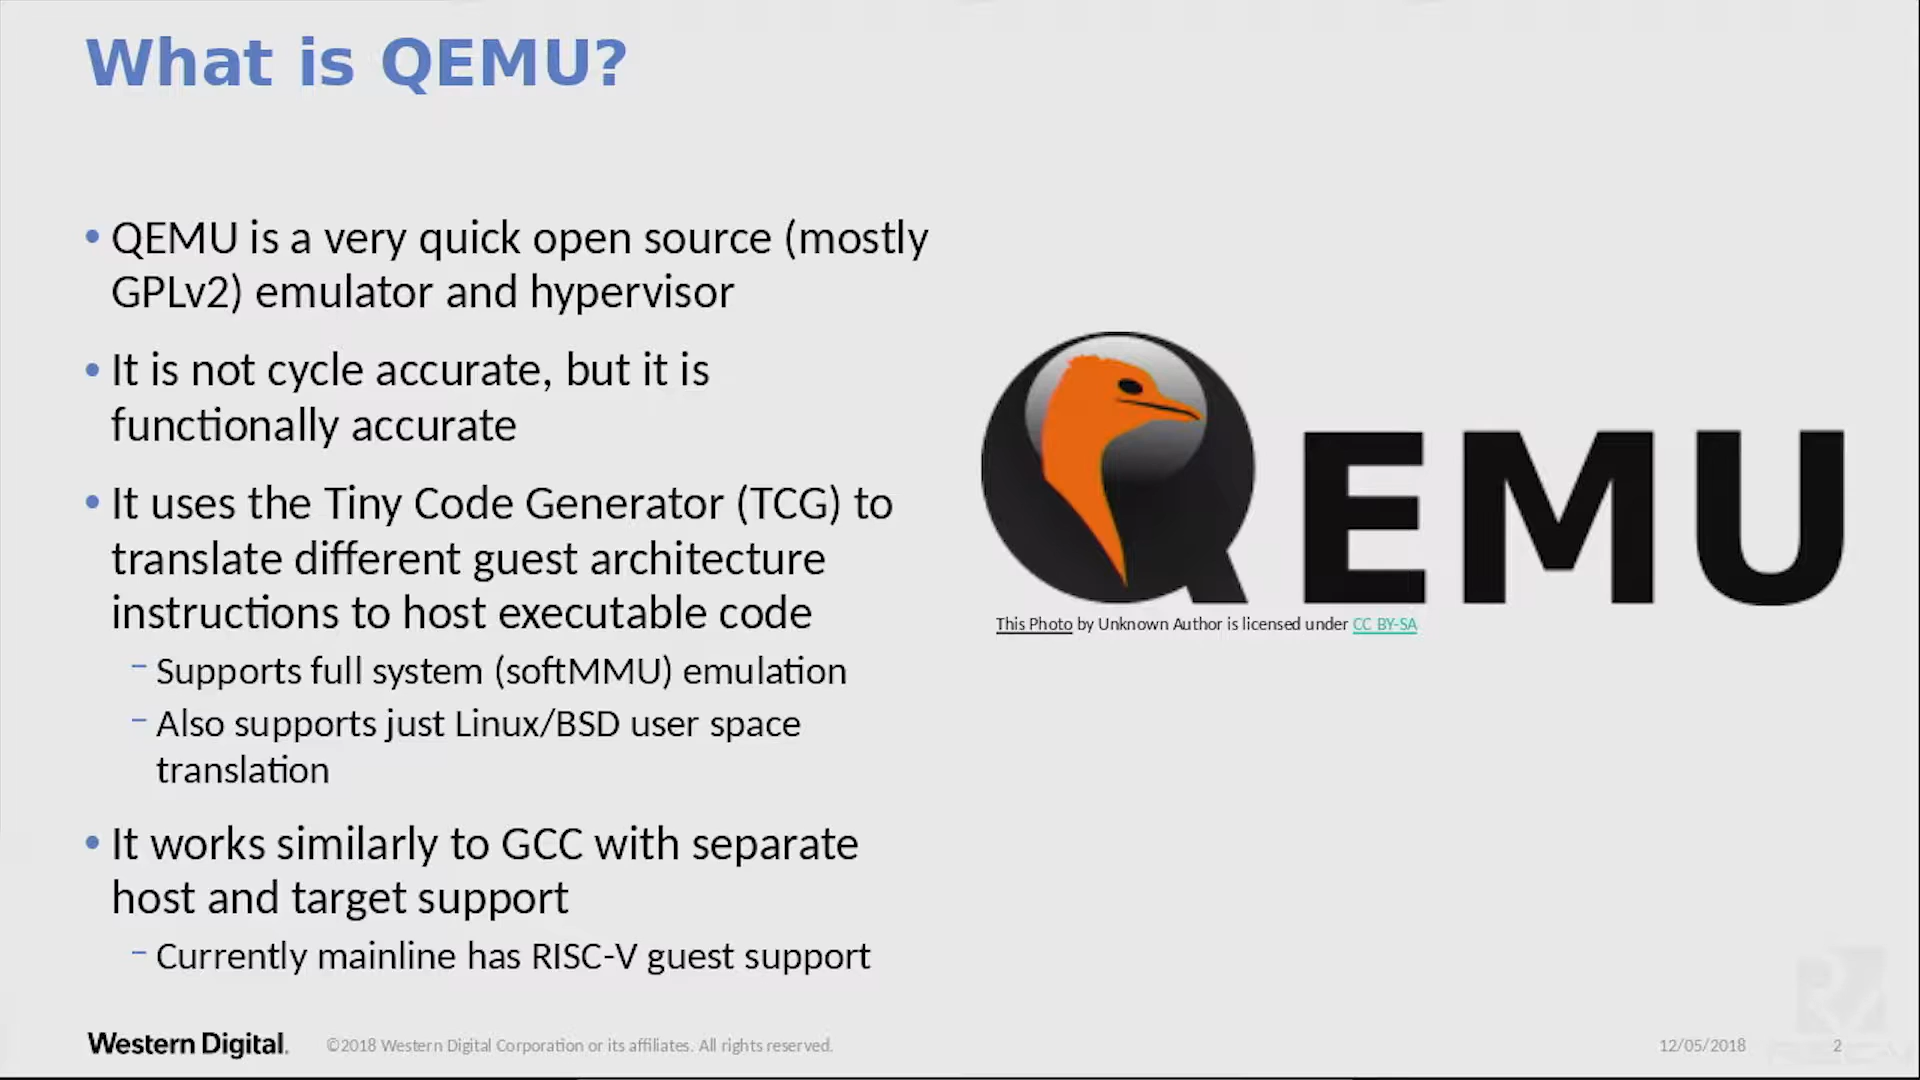 What is QEMU?
• QEMU is a very quick open source (mostly
GPLv2) emulator and hypervisor
• It is not cycle accurate, but it is
functionally accurate
• It uses the Tiny Code Generator (TCG) to
translate different guest architecture
instructions to host executable code
– Supports full system (softMMU) emulation
– Also supports just Linux/BSD user space
translation
• It works similarly to GCC with separate
host and target support
– Currently mainline has RISC-V guest support
QEMU
This Photo by Unknown Author is licensed under CC BY-SA
Western Digital.
©2018 Western Digital Corporation or its affiliates. All rights reserved.
12/05/2018
2